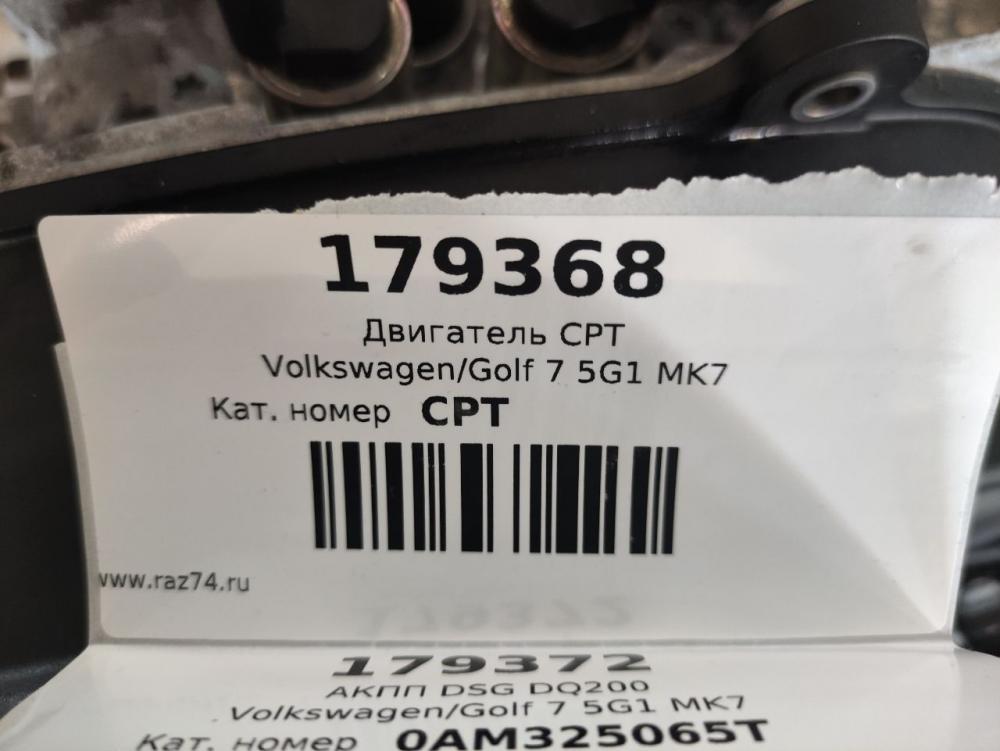 179368
Двигатель CPT
Volkswagen/Golf 7 5G1 MK7
Кат. номер CPT
www.raz74.ru
179372
АКПП DSG DQ200
Volkswagen/Golf 7 5G1 MK7
Кат. номер 0AM325065T